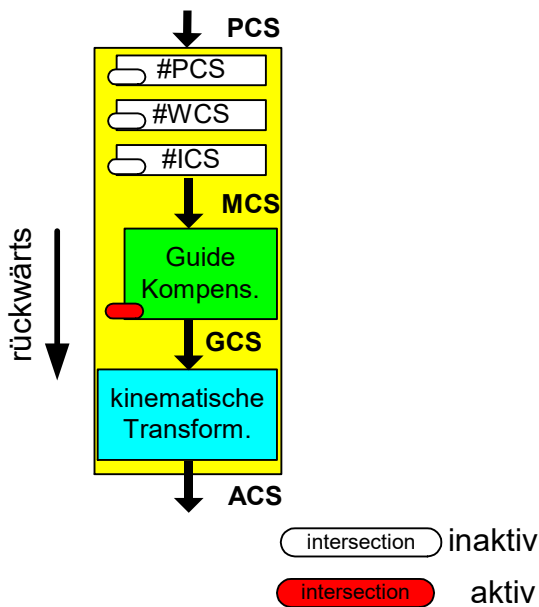 PCS
#PCS
#WCS
#ICS
MCS
rückwärts
Guide
Kompens.
GCS
kinematische
Transform.
ACS
intersection inaktiv
intersection aktiv